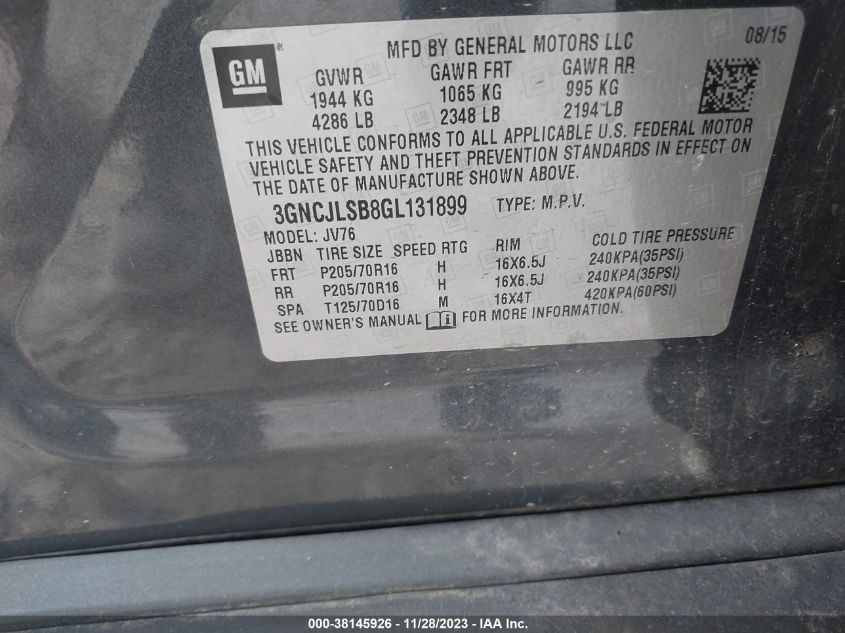 GM
MFD BY GENERAL MOTORS LLC 08/15
GVWR GAWR FRT GAWR RR
1944 KG 1065 KG 995 KG
4286 LB 2348 LB 2194 LB
THIS VEHICLE CONFORMS TO ALL APPLICABLE U.S. FEDERAL MOTOR
VEHICLE SAFETY AND THEFT PREVENTION STANDARDS IN EFFECT ON
THE DATE OF MANUFACTURE SHOWN ABOVE.
3GNCJLSB8GL131899 TYPE: M.P.V.
MODEL: JV76
JBBN TIRE SIZE SPEED RTG RIM COLD TIRE PRESSURE
FRT P205/70R16 H 16X6.5J 240KPA(35PSI)
RR P205/70R16 H 16X6.5J 240KPA(35PSI)
SPA T125/70D16 M 16X4T 420KPA(60PSI)
SEE OWNER'S MANUAL FOR MORE INFORMATION.
000-38145926 - 11/28/2023 - IAA Inc.